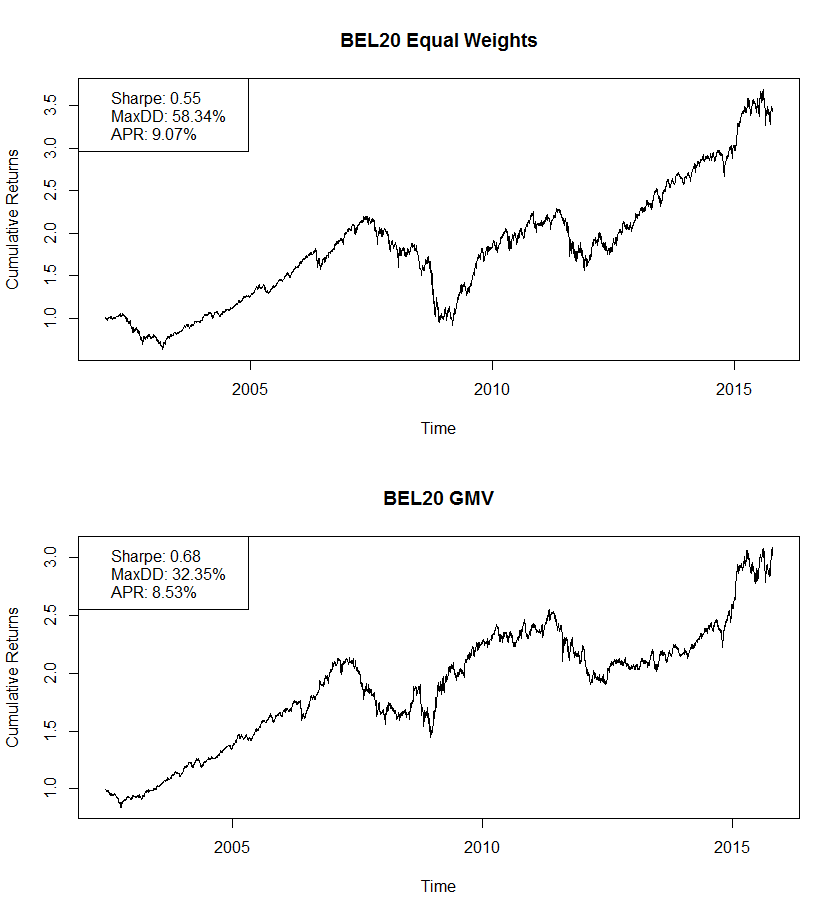 BEL20 Equal Weights
Sharpe: 0.55
MaxDD: 58.34%
APR: 9.07%
Cumulative Returns
3.5
3.0
2.5
2.0
1.5
1.0
2005 2010 2015
Time
BEL20 GMV
Sharpe: 0.68
MaxDD: 32.35%
APR: 8.53%
Cumulative Returns
3.0
2.5
2.0
1.5
1.0
2005 2010 2015
Time